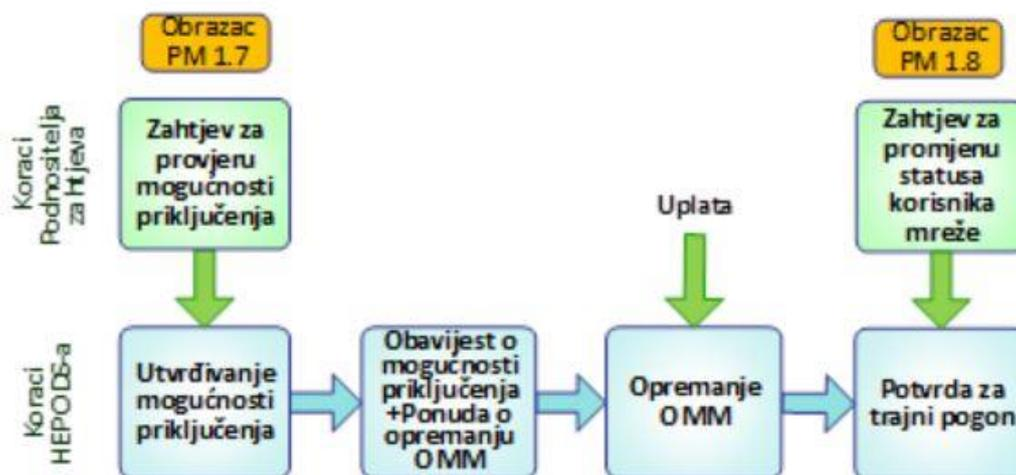 Obrazac
PM 1.7
Obrazac
PM 1.8
Koraci
Podnositelja
zahtjeva
Zahtjev za
provjeru
mogućnosti
priključenja
Uplata
Zahtjev za
promjenu
statusa
korisnika
mreže
Koraci
HEPODS-a
Utvrđivanje
mogućnosti
priključenja
Obavijest o
mogućnosti
priključenja
+Ponuda o
opremanju
OMM
Opremanje
OMM
Potvrda za
trajni pogon